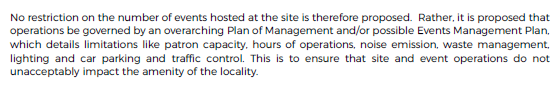 No restriction on the number of events hosted at the site is therefore proposed. Rather, it is proposed that
operations be governed by an overarching Plan of Management and/or possible Events Management Plan,
which details limitations like patron capacity, hours of operations, noise emission, waste management,
lighting and car parking and traffic control. This is to ensure that site and event operations do not
unacceptably impact the amenity of the locality.